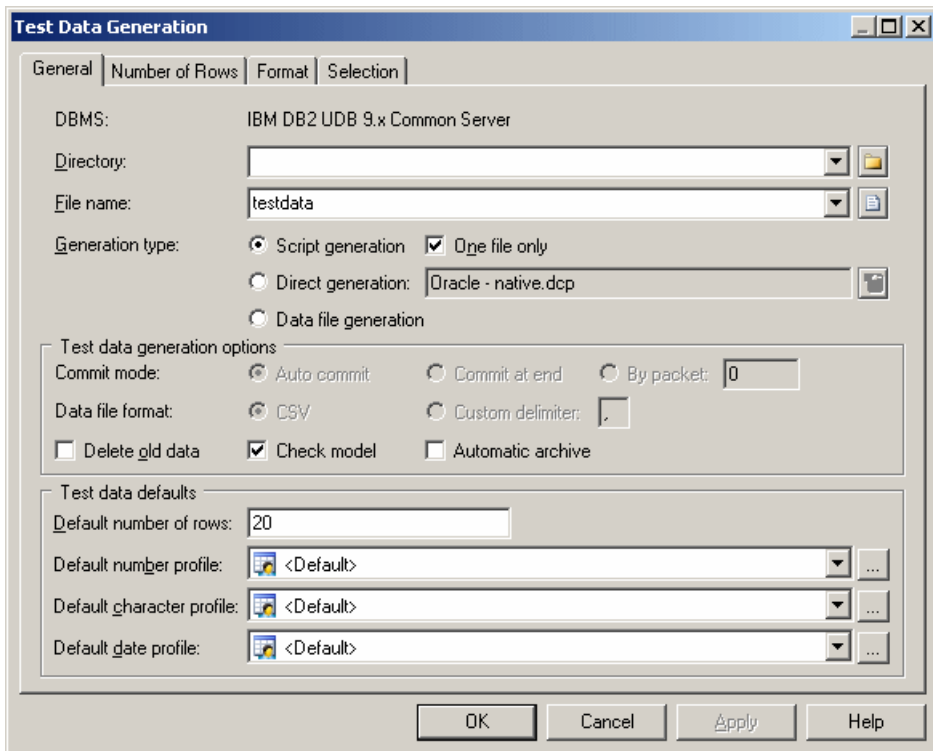 Test Data Generation
General Number of Rows Format Selection
DBMS: IBM DB2 UDB 9.x Common Server
Directory:
File name: testdata
Generation type: Script generation One file only
Direct generation: Oracle - native.dcp
Data file generation
Test data generation options
Commit mode: Auto commit Commit at end By packet: 0
Data file format: CSV Custom delimiter: ,
Delete old data Check model Automatic archive
Test data defaults
Default number of rows: 20
Default number profile: <Default> ...
Default character profile: <Default> ...
Default date profile: <Default> ...
OK Cancel Apply Help